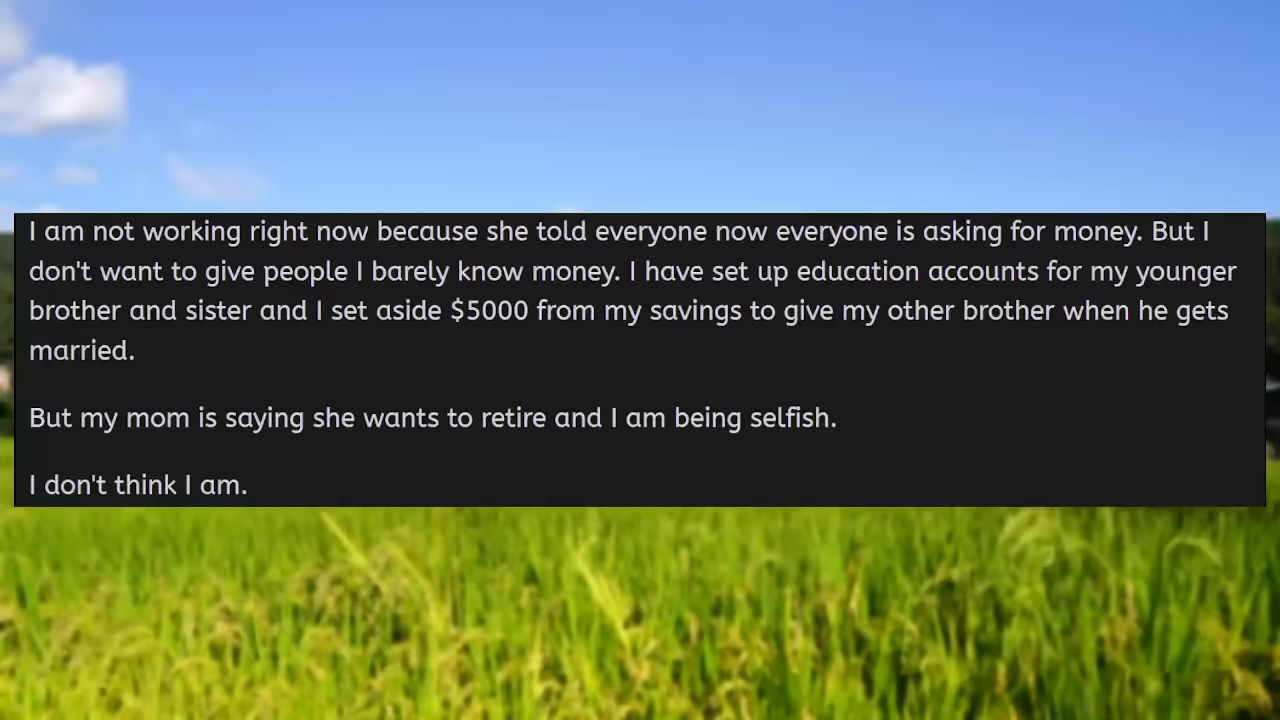 I am not working right now because she told everyone now everyone is asking for money. But I
don't want to give people I barely know money. I have set up education accounts for my younger
brother and sister and I set aside $5000 from my savings to give my other brother when he gets
married.
But my mom is saying she wants to retire and I am being selfish.
I don't think I am.